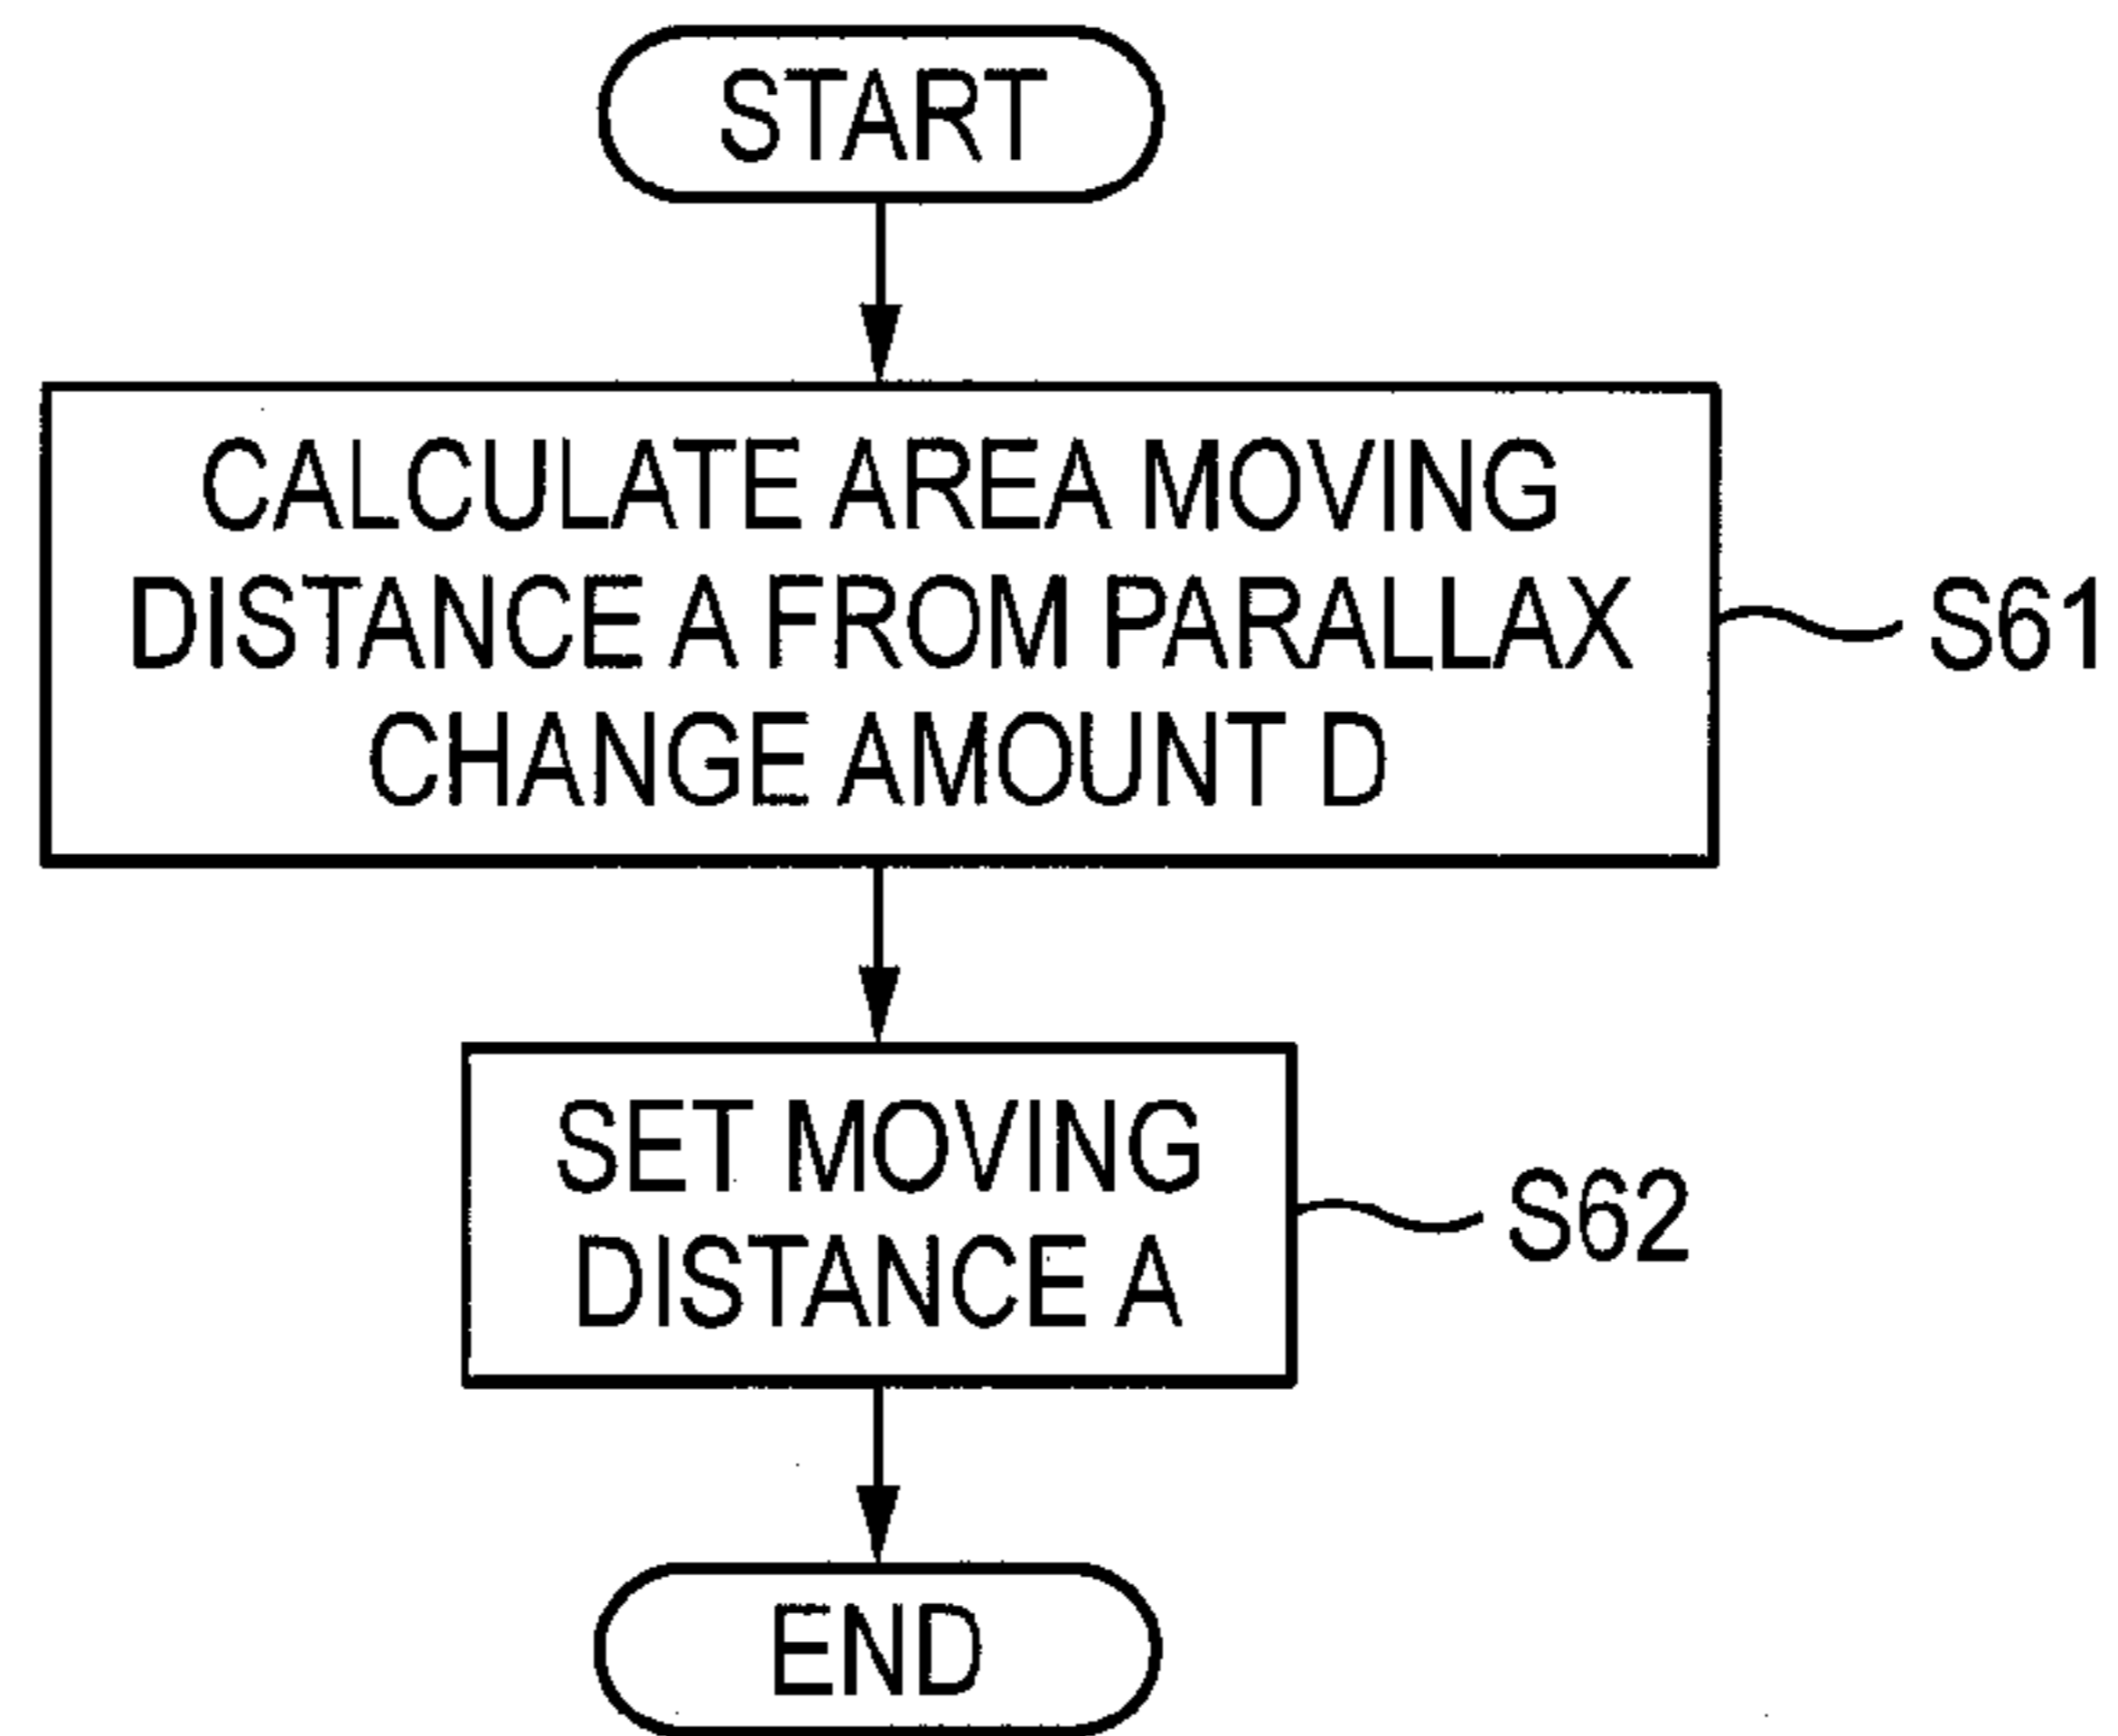 START
CALCULATE AREA MOVING
DISTANCE A FROM PARALLAX
CHANGE AMOUNT D
S61
SET MOVING
DISTANCE A
S62
END